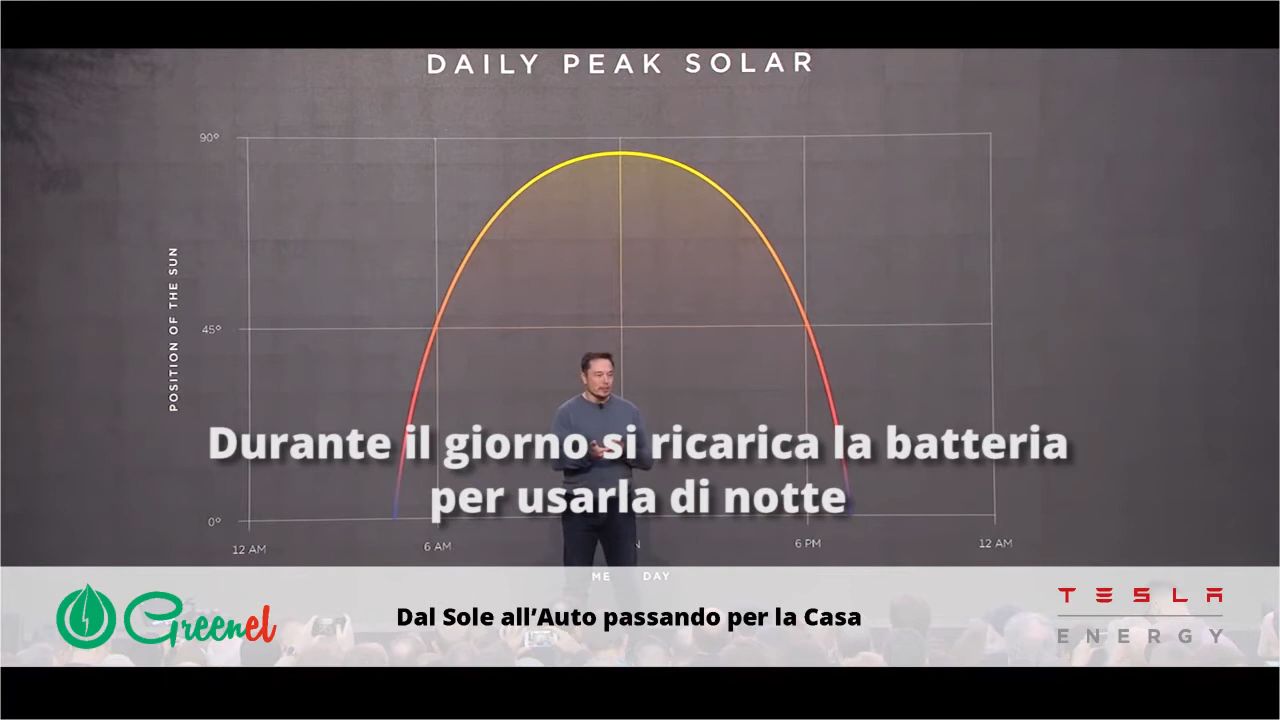 DAILY PEAK SOLAR
90°
POSITION OF THE SUN
45°
Durante il giorno si ricarica la batteria
per usarla di notte
0°
12 AM
6 AM
N
6 PM
12 AM
ME DAY
Greenel
Dal Sole all’Auto passando per la Casa
TESLA
ENERGY